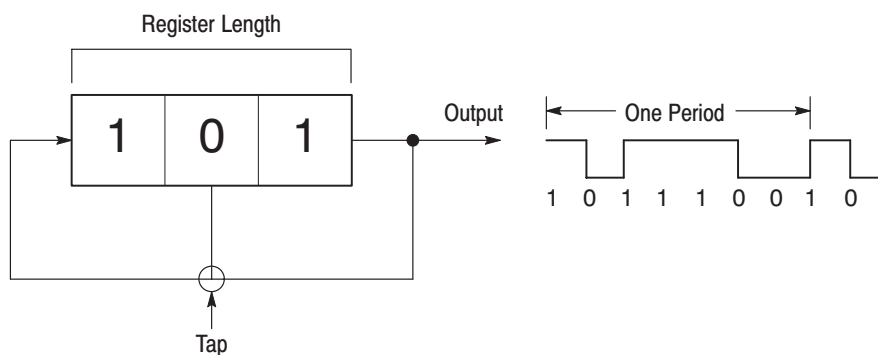 Register Length
1 0 1
Output
One Period
1 0 1 1 1 0 0 1 0
Tap